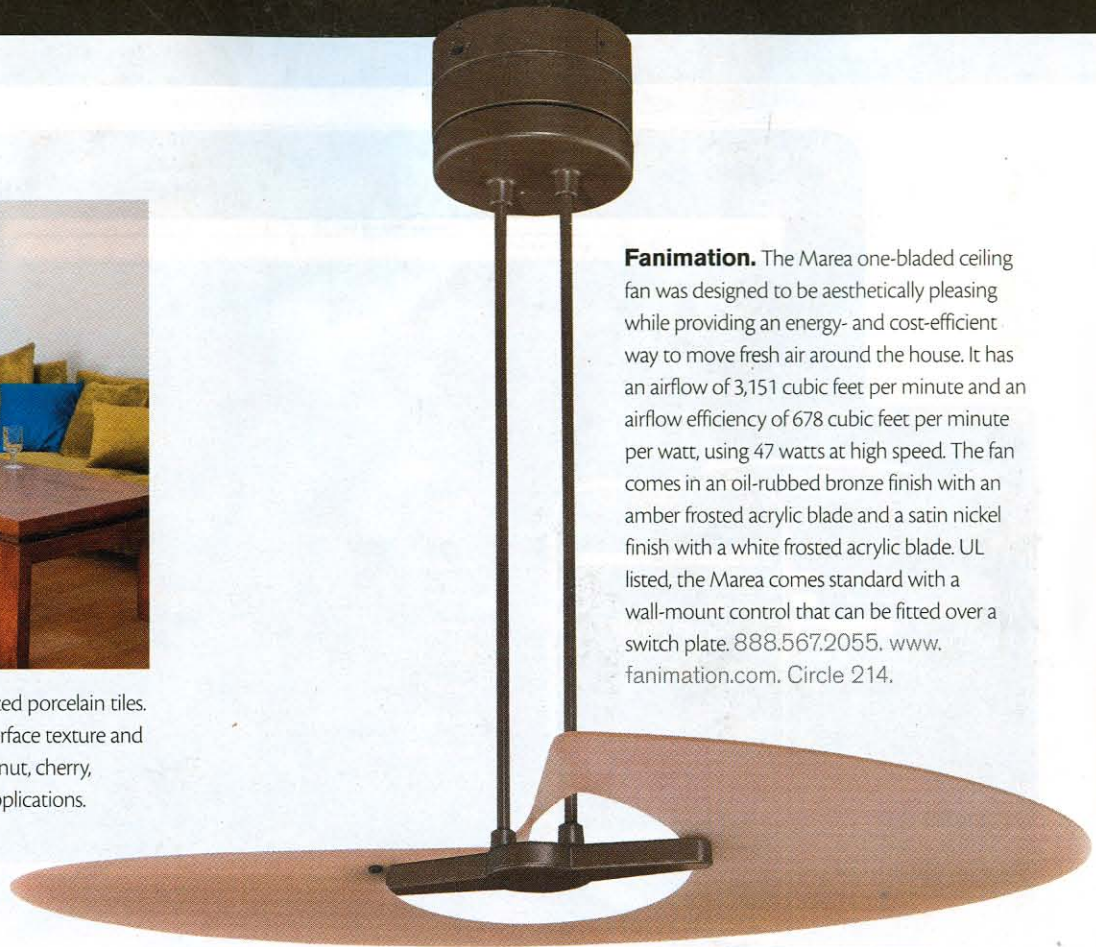 Fanimation. The Marea one-bladed ceiling
fan was designed to be aesthetically pleasing
while providing an energy- and cost-efficient
way to move fresh air around the house. It has
an airflow of 3,151 cubic feet per minute and an
airflow efficiency of 678 cubic feet per minute
per watt, using 47 watts at high speed. The fan
comes in an oil-rubbed bronze finish with an
amber frosted acrylic blade and a satin nickel
finish with a white frosted acrylic blade. UL
listed, the Marea comes standard with a
wall-mount control that can be fitted over a
switch plate. 888.567.2055. www.
fanimation.com. Circle 214.
ed porcelain tiles.
rface texture and
nut, cherry,
plications.